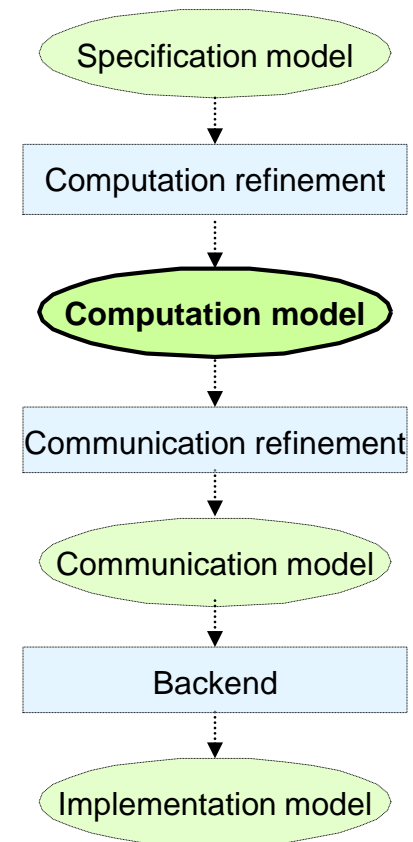 Specification model
Computation refinement
Computation model
Communication refinement
Communication model
Backend
Implementation model